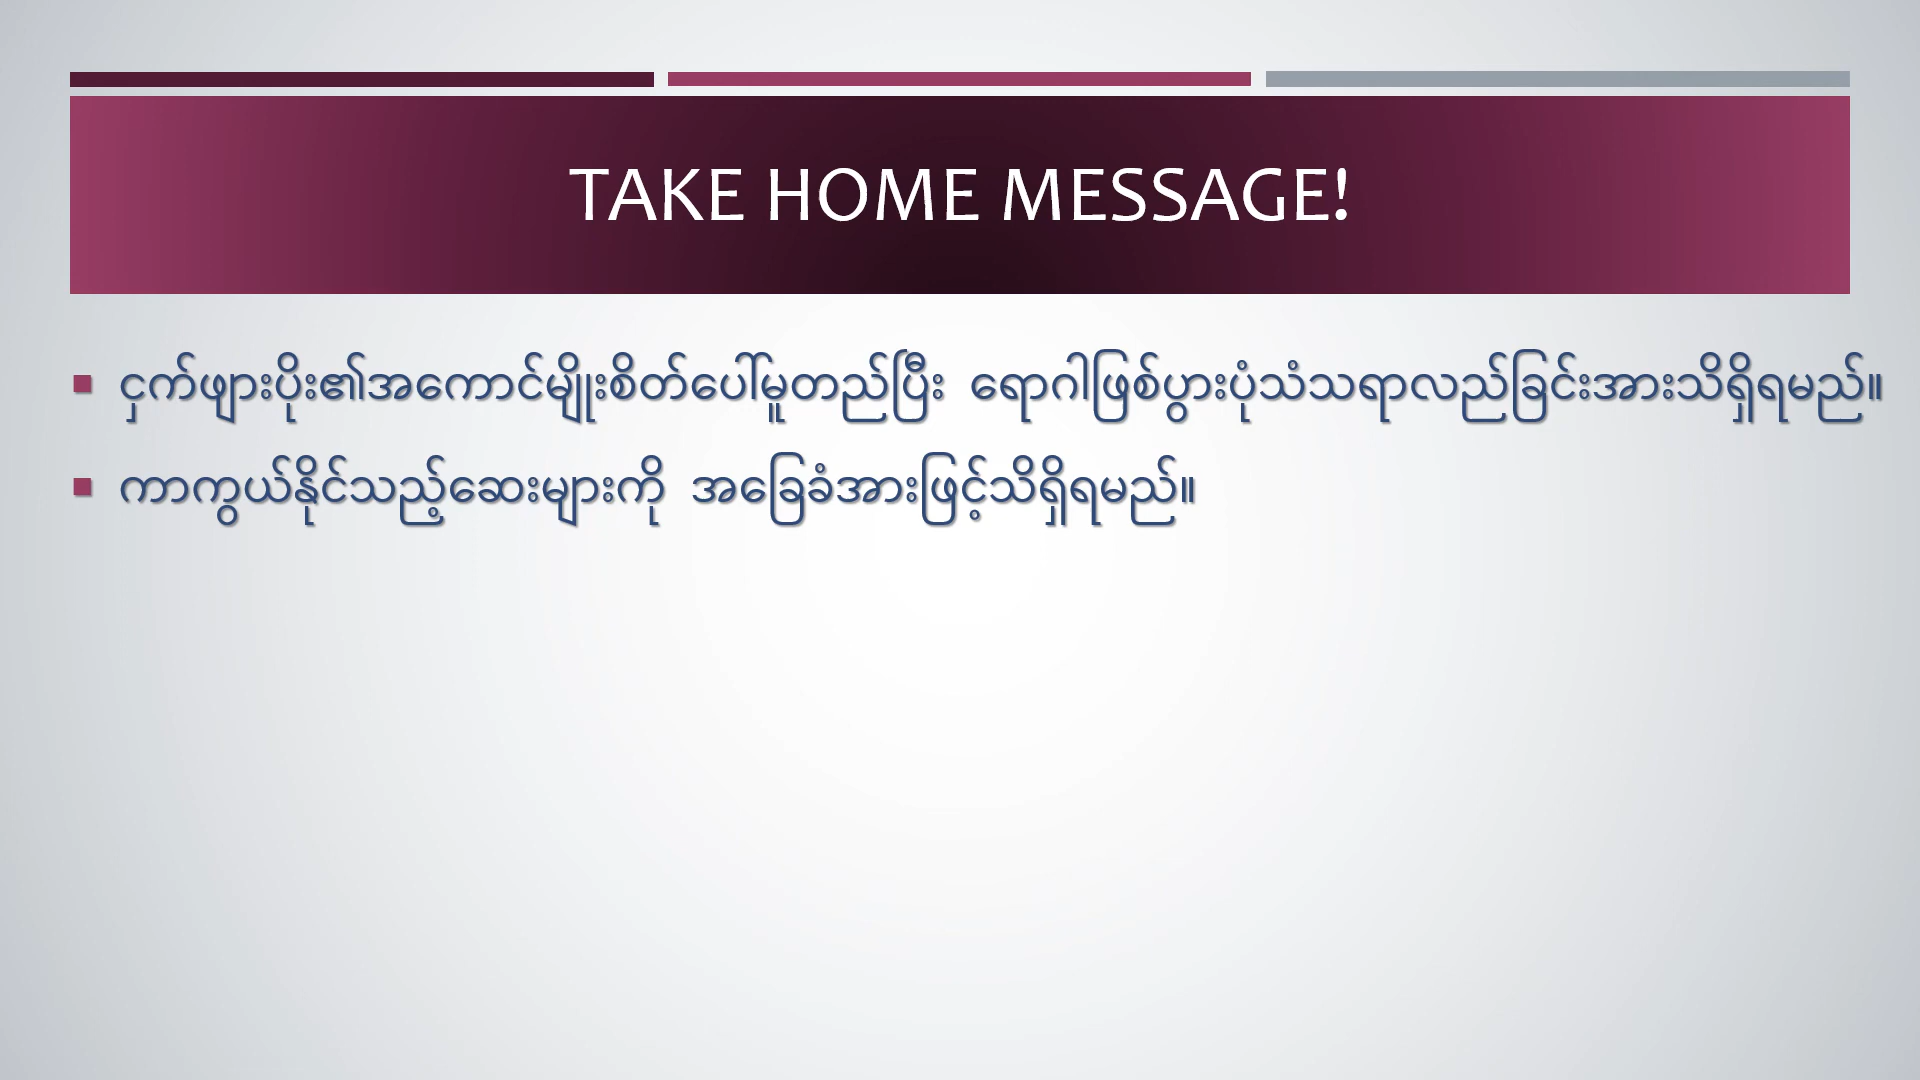 TAKE HOME MESSAGE!
ငှက်ဖျားပိုး၏အကောင်မျိုးစိတ်ပေါ်မူတည်ပြီး ရောဂါဖြစ်ပွားပုံသံသရာလည်ခြင်းအားသိရှိရမည်။
ကာကွယ်နိုင်သည့်ဆေးများကို အခြေခံအားဖြင့်သိရှိရမည်။